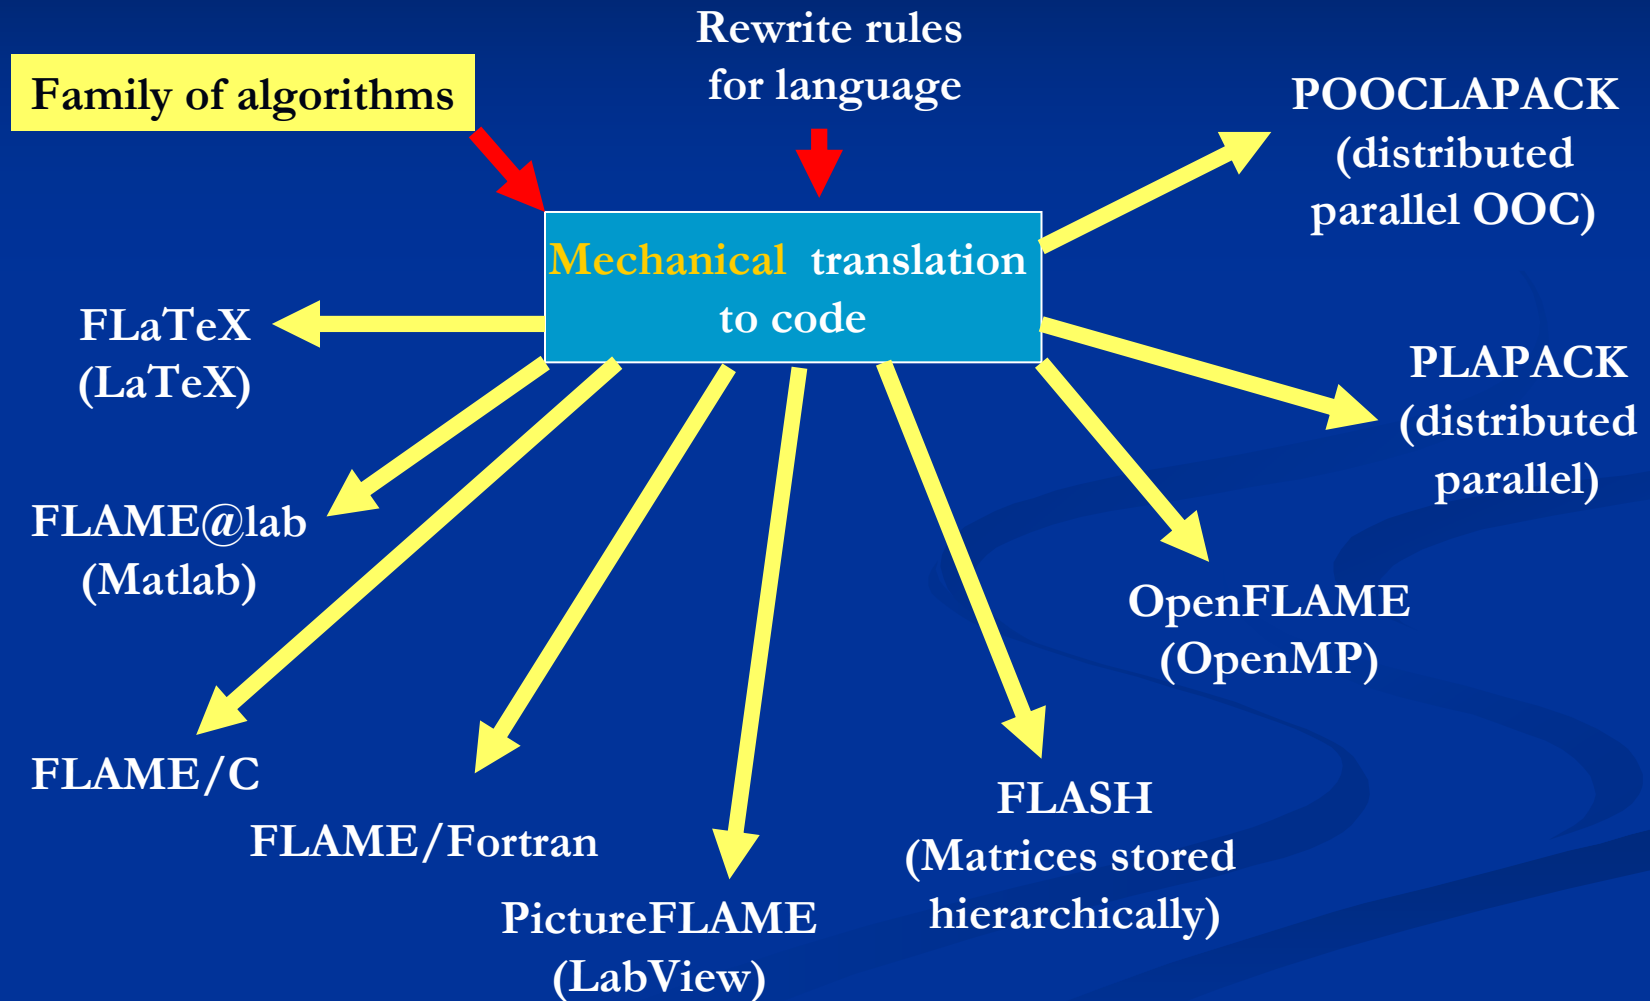 Rewrite rules
for language
Family of algorithms
POOCLAPACK
(distributed
parallel OOC)
Mechanical translation
to code
FLaTeX
(LaTeX)
PLAPACK
(distributed
parallel)
FLAME@lab
(Matlab)
OpenFLAME
(OpenMP)
FLAME/C
FLAME/Fortran
FLASH
(Matrices stored
hierarchically)
PictureFLAME
(LabView)